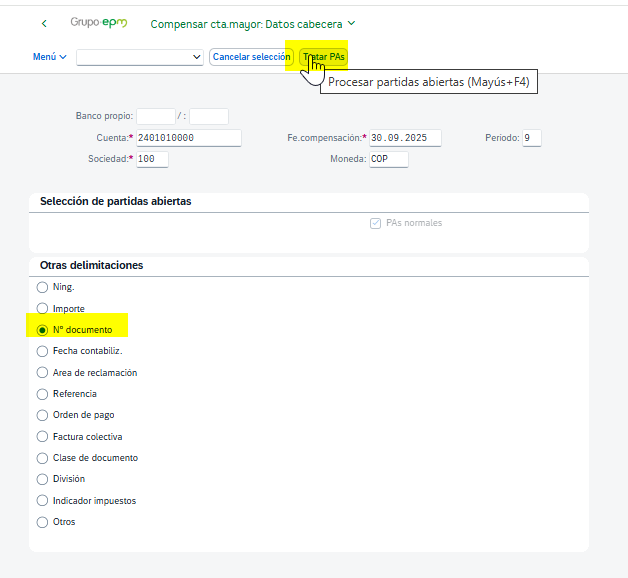 Grupo·epm Compensar cta.mayor: Datos cabecera
Menú Cancelar selección Tratar PAs
Procesar partidas abiertas (Mayús+F4)
Banco propio: / :
Cuenta:* 2401010000 Fe.compensación:* 30.09.2025 Período: 9
Sociedad:* 100 Moneda: COP
Selección de partidas abiertas
PAs normales
Otras delimitaciones
Ning.
Importe
Nº documento
Fecha contabiliz.
Area de reclamación
Referencia
Orden de pago
Factura colectiva
Clase de documento
División
Indicador impuestos
Otros